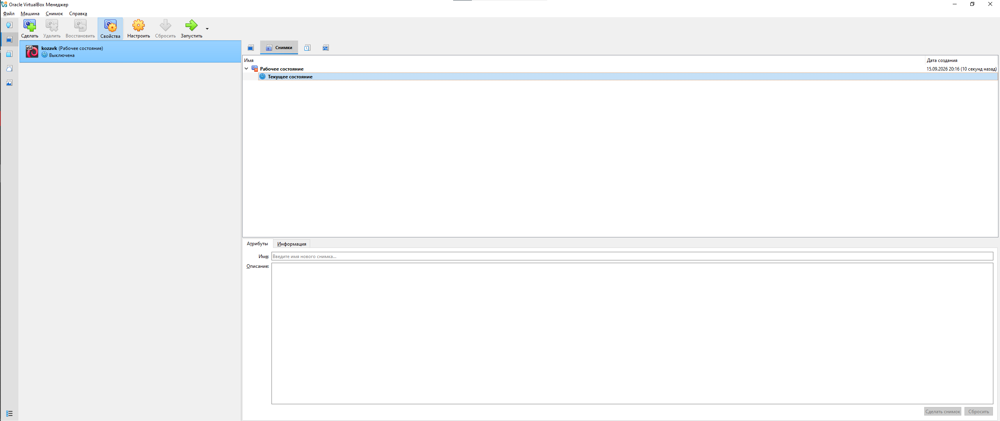 Oracle VirtualBox Менеджер
Файл Машина Снимок Справка
Сделать Удалить Восстановить Свойства Настроить Сбросить Запустить
x64
kozavk (Рабочее состояние)
Выключена
Снимки
Имя Дата создания
Рабочее состояние 15.09.2026 20:16 (10 секунд назад)
Текущее состояние
Атрибуты Информация
Имя: Введите имя нового снимка...
Описание:
Сделать снимок Сбросить